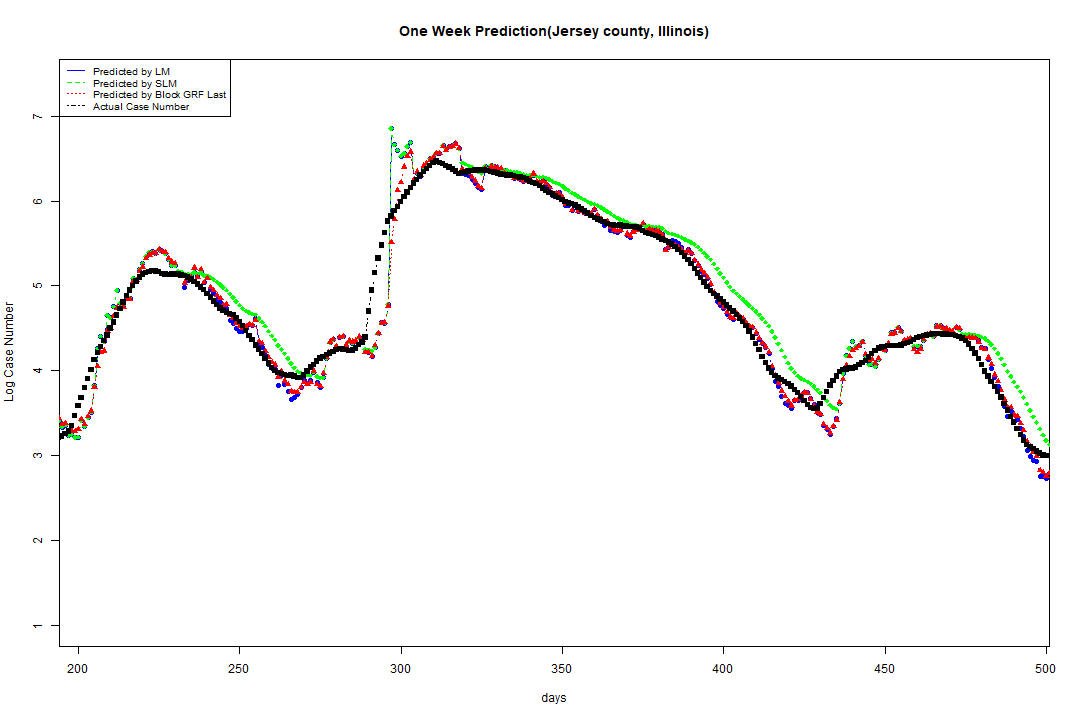 One Week Prediction(Jersey county, Illinois)
Predicted by LM
Predicted by SLM
Predicted by Block GRF Last
Actual Case Number
7
6
5
4
3
2
1
Log Case Number
200 250 300 350 400 450 500
days